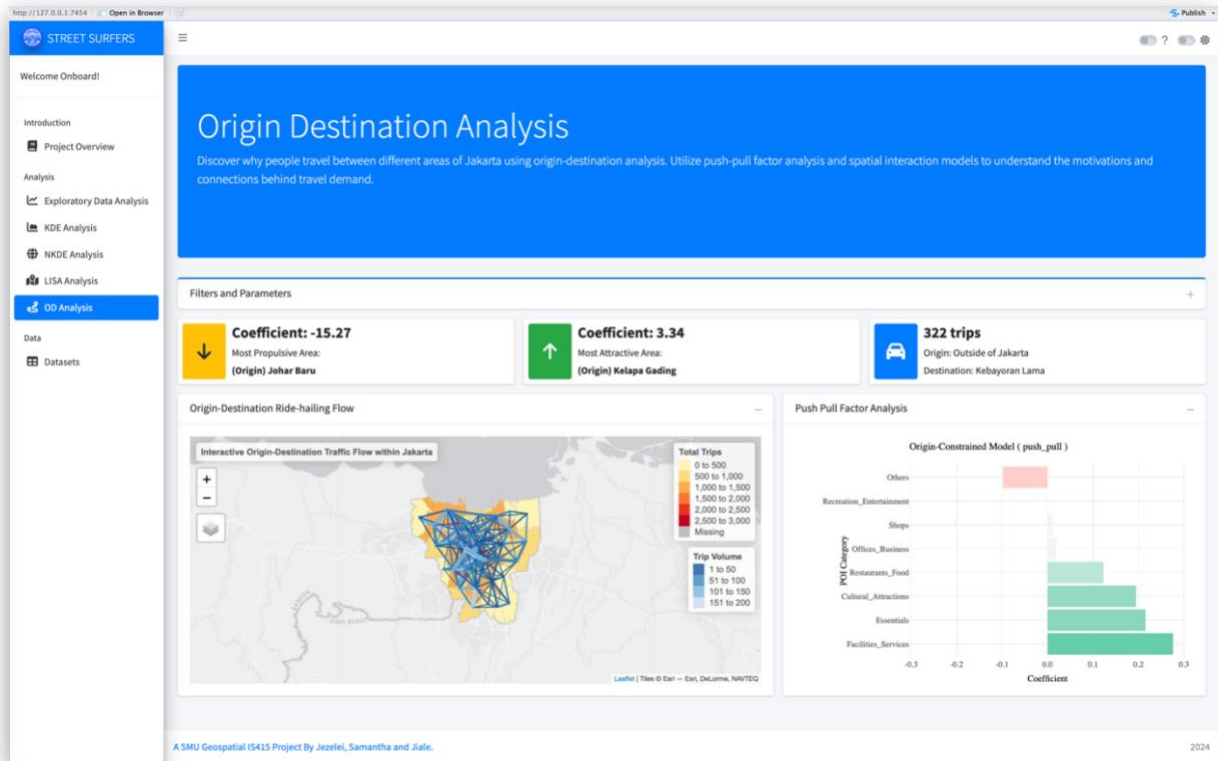 http://127.0.0.1:7454
Open in Browser
Publish
STREET SURFERS
?
Welcome Onboard!
Introduction
Project Overview
Analysis
Exploratory Data Analysis
KDE Analysis
NKDE Analysis
LISA Analysis
OD Analysis
Data
Datasets
Origin Destination Analysis
Discover why people travel between different areas of Jakarta using origin-destination analysis. Utilize push-pull factor analysis and spatial interaction models to understand the motivations and
connections behind travel demand.
Filters and Parameters
+
Coefficient: -15.27
Most Propulsive Area:
(Origin) Johar Baru
Coefficient: 3.34
Most Attractive Area:
(Origin) Kelapa Gading
322 trips
Origin: Outside of Jakarta
Destination: Kebayoran Lama
Origin-Destination Ride-hailing Flow
−
Interactive Origin-Destination Traffic Flow within Jakarta
+
−
Total Trips
0 to 500
500 to 1,000
1,000 to 1,500
1,500 to 2,000
2,000 to 2,500
2,500 to 3,000
Missing
Trip Volume
1 to 50
51 to 100
101 to 150
151 to 200
Leaflet | Tiles © Esri — Esri, DeLorme, NAVTEQ
Push Pull Factor Analysis
−
Origin-Constrained Model ( push_pull )
POI Category
Others
Recreation_Entertainment
Shops
Offices_Business
Restaurants_Food
Cultural_Attractions
Essentials
Facilities_Services
-0.3 -0.2 -0.1 0.0 0.1 0.2 0.3
Coefficient
A SMU Geospatial IS415 Project By Jezelei, Samantha and Jiale.
2024